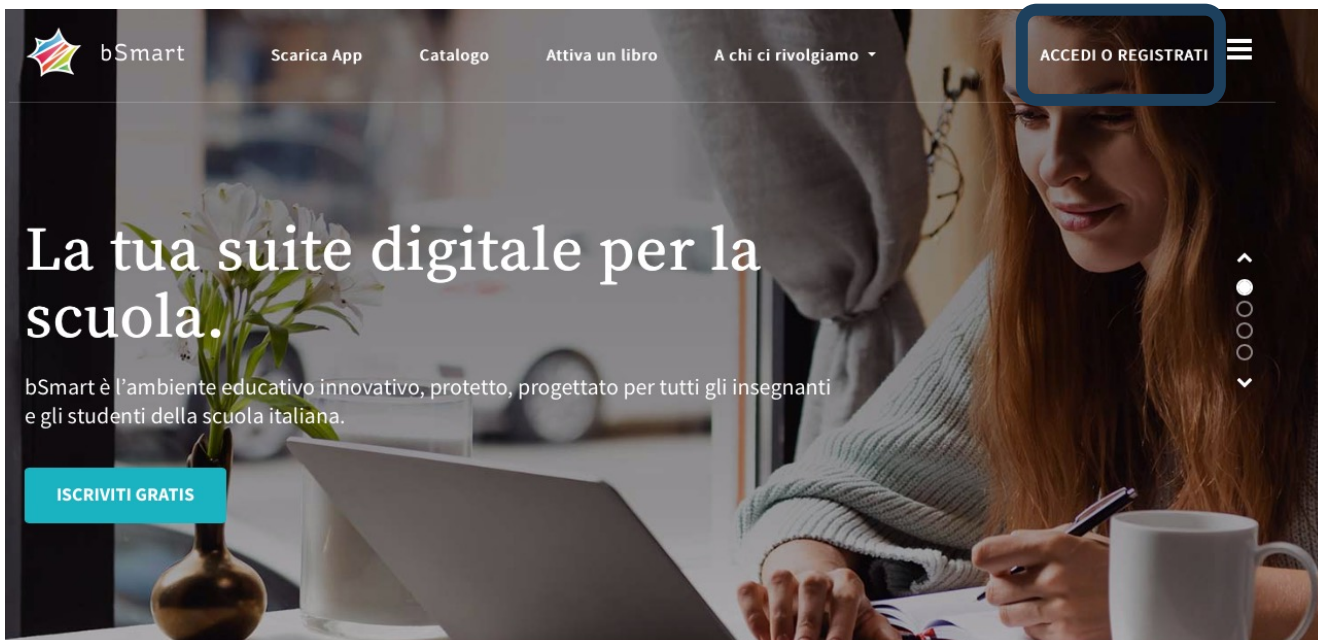 bSmart
Scarica App
Catalogo
Attiva un libro
A chi ci rivolgiamo
ACCEDI O REGISTRATI
La tua suite digitale per la
scuola.
bSmart è l'ambiente educativo innovativo, protetto, progettato per tutti gli insegnanti
e gli studenti della scuola italiana.
ISCRIVITI GRATIS